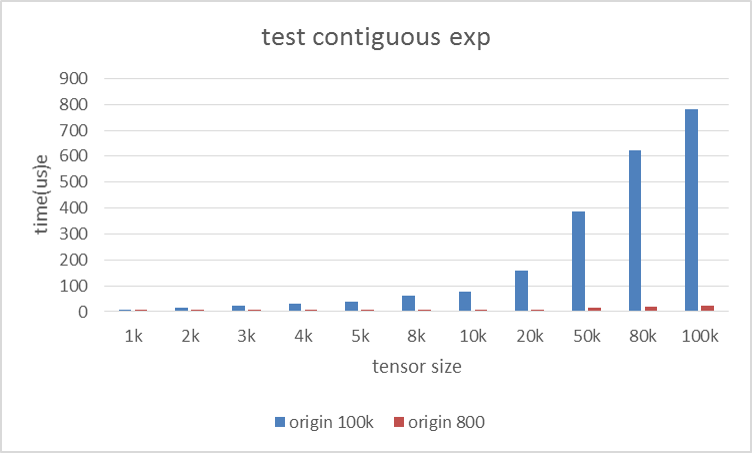 test contiguous exp
900
800
700
600
500
400
300
200
100
0
time(us)e
1k 2k 3k 4k 5k 8k 10k 20k 50k 80k 100k
tensor size
origin 100k origin 800